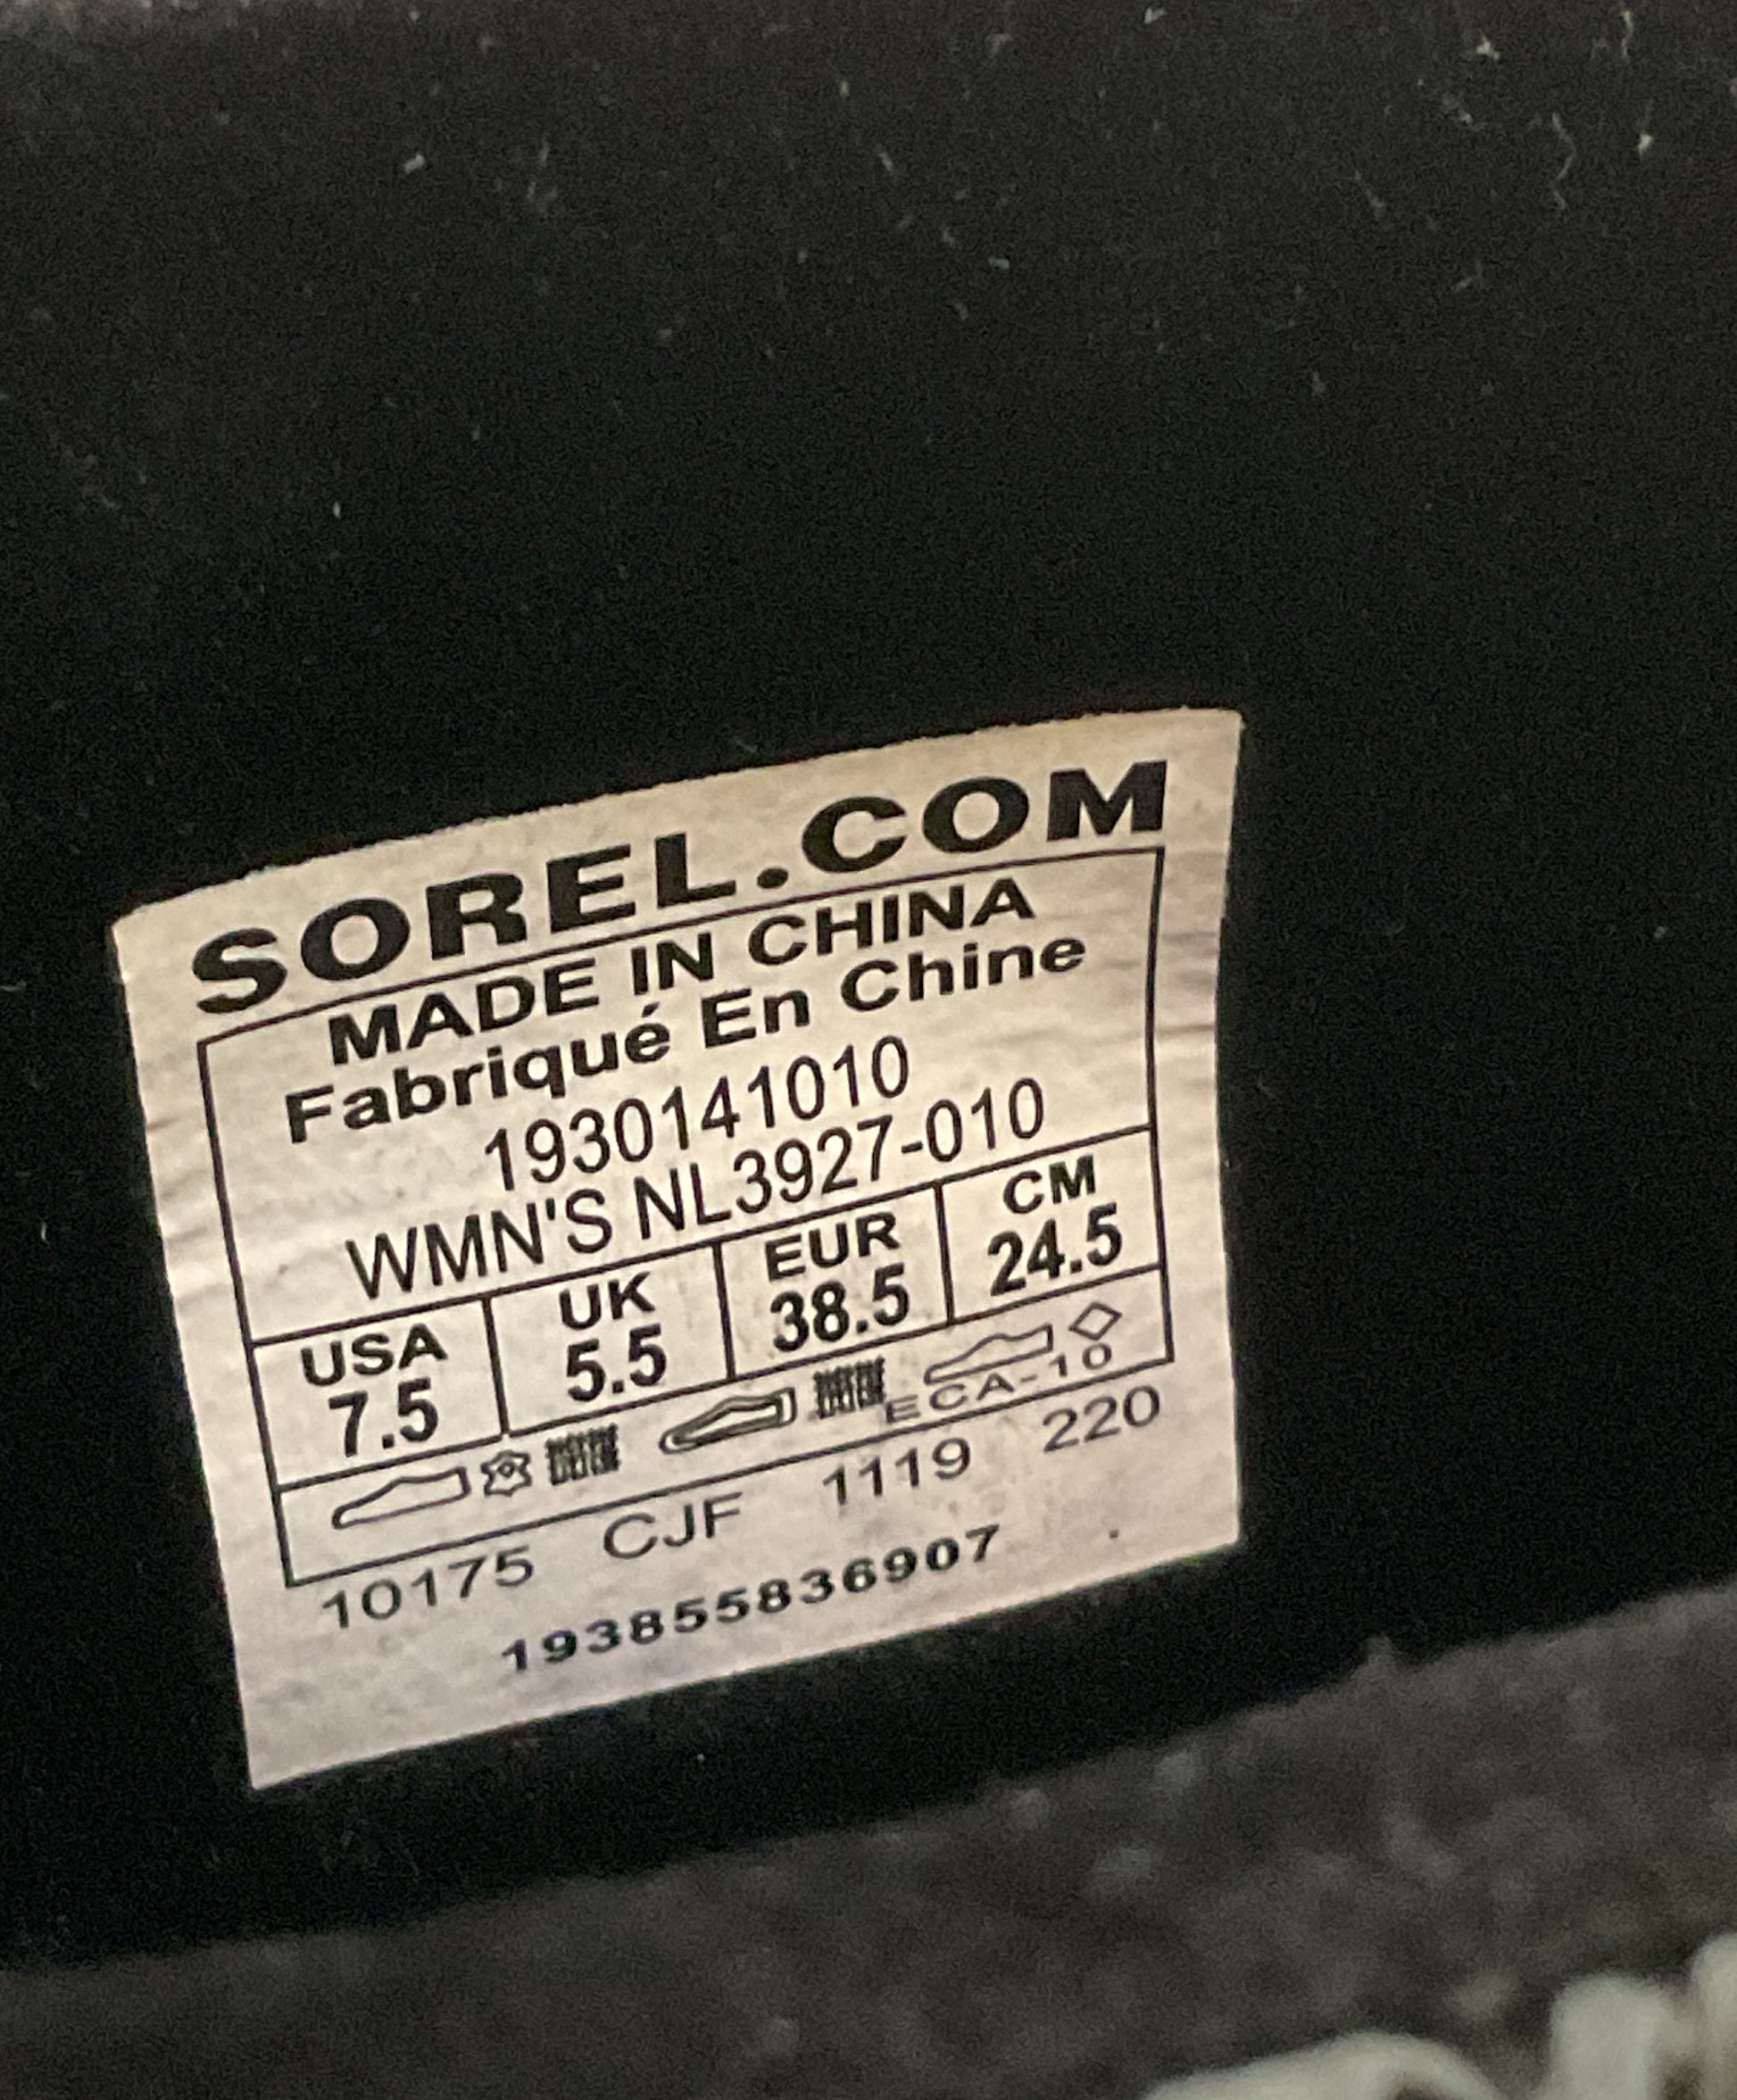 SOREL.COM
MADE IN CHINA
Fabriqué En Chine
1930141010
WMN'S NL3927-010
USA UK EUR CM
7.5 5.5 38.5 24.5
ECA-10
10175 CJF 1119 220
193855836907